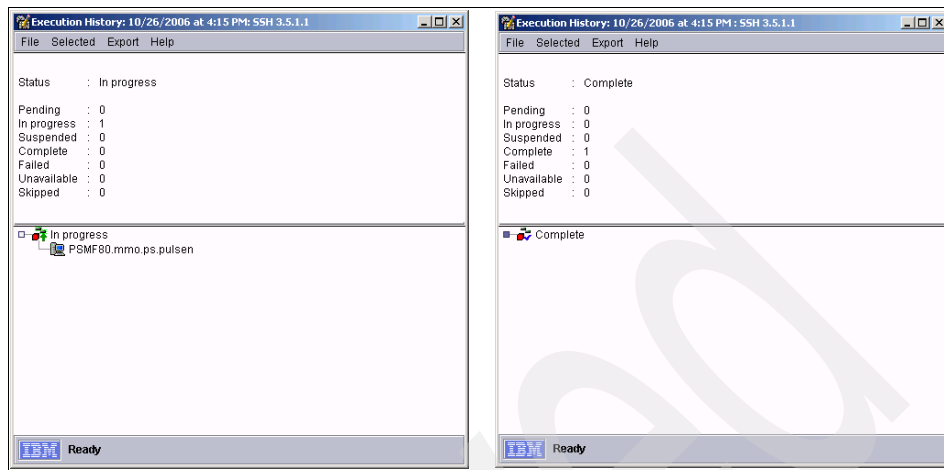 Execution History: 10/26/2006 at 4:15 PM: SSH 3.5.1.1
File Selected Export Help
Status : In progress
Pending : 0
In progress : 1
Suspended : 0
Complete : 0
Failed : 0
Unavailable : 0
Skipped : 0
In progress
PSMF80.mmo.ps.pulsen
IBM Ready
Execution History: 10/26/2006 at 4:15 PM : SSH 3.5.1.1
File Selected Export Help
Status : Complete
Pending : 0
In progress : 0
Suspended : 0
Complete : 1
Failed : 0
Unavailable : 0
Skipped : 0
Complete
IBM Ready